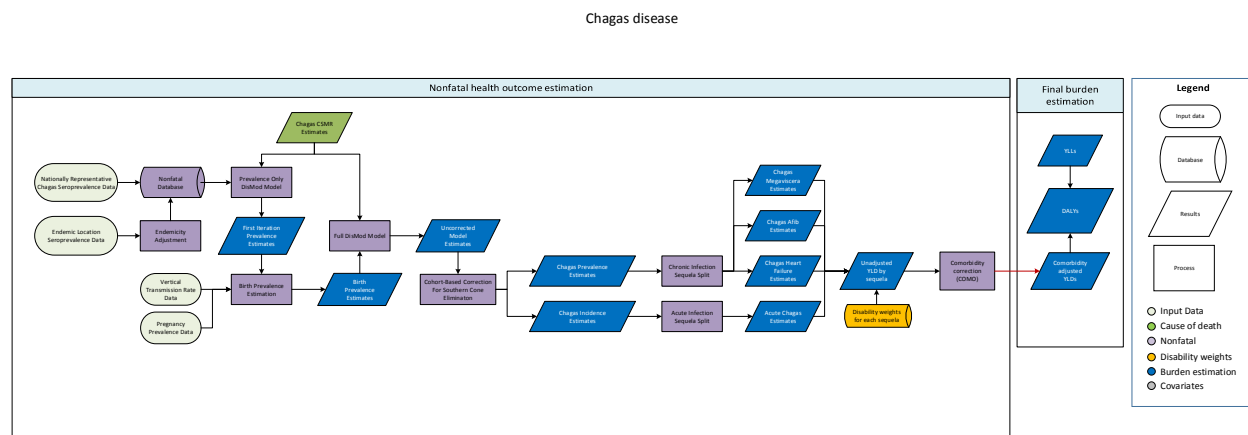 Chagas disease
Nonfatal health outcome estimation
Final burden
estimation
Legend
Chagas CSMR
Estimates
Nationally Representative
Chagas Seroprevalence Data
Nonfatal
Database
Prevalence Only
DisMod Model
Endemic Location
Seroprevalence Data
Endemicity
Adjustment
First Iteration
Prevalence
Estimates
Full DisMod Model
Uncorrected
Model
Estimates
Vertical
Transmission Rate
Data
Birth Prevalence
Estimation
Birth
Prevalence
Estimates
Pregnancy
Prevalence Data
Cohort-Based Correction
For Southern Cone
Elimination
Chagas Prevalence
Estimates
Chagas Incidence
Estimates
Chronic Infection
Sequela Split
Acute Infection
Sequela Split
Chagas
Megaviscera
Estimates
Chagas Afib
Estimates
Chagas Heart
failure Estimates
Acute Chagas
Estimates
Unadjusted
YLD by
sequela
Disability weights
for each sequela
Comorbidity
correction
(COMO)
YLLs
DALYs
Comorbidity
adjusted
YLDs
Input data
Database
Results
Process
Input Data
Cause of death
Nonfatal
Disability weights
Burden estimation
Covariates